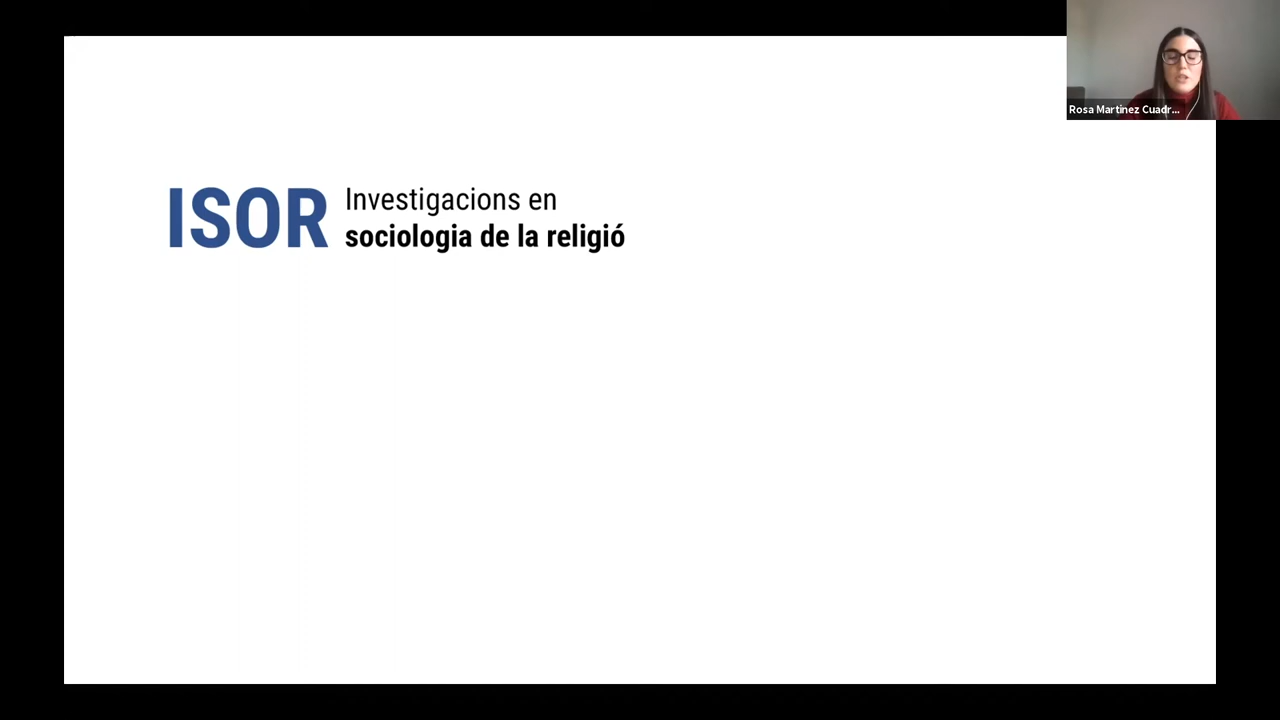 Rosa Martinez Cuadr...
ISOR
Investigacions en
sociologia de la religió